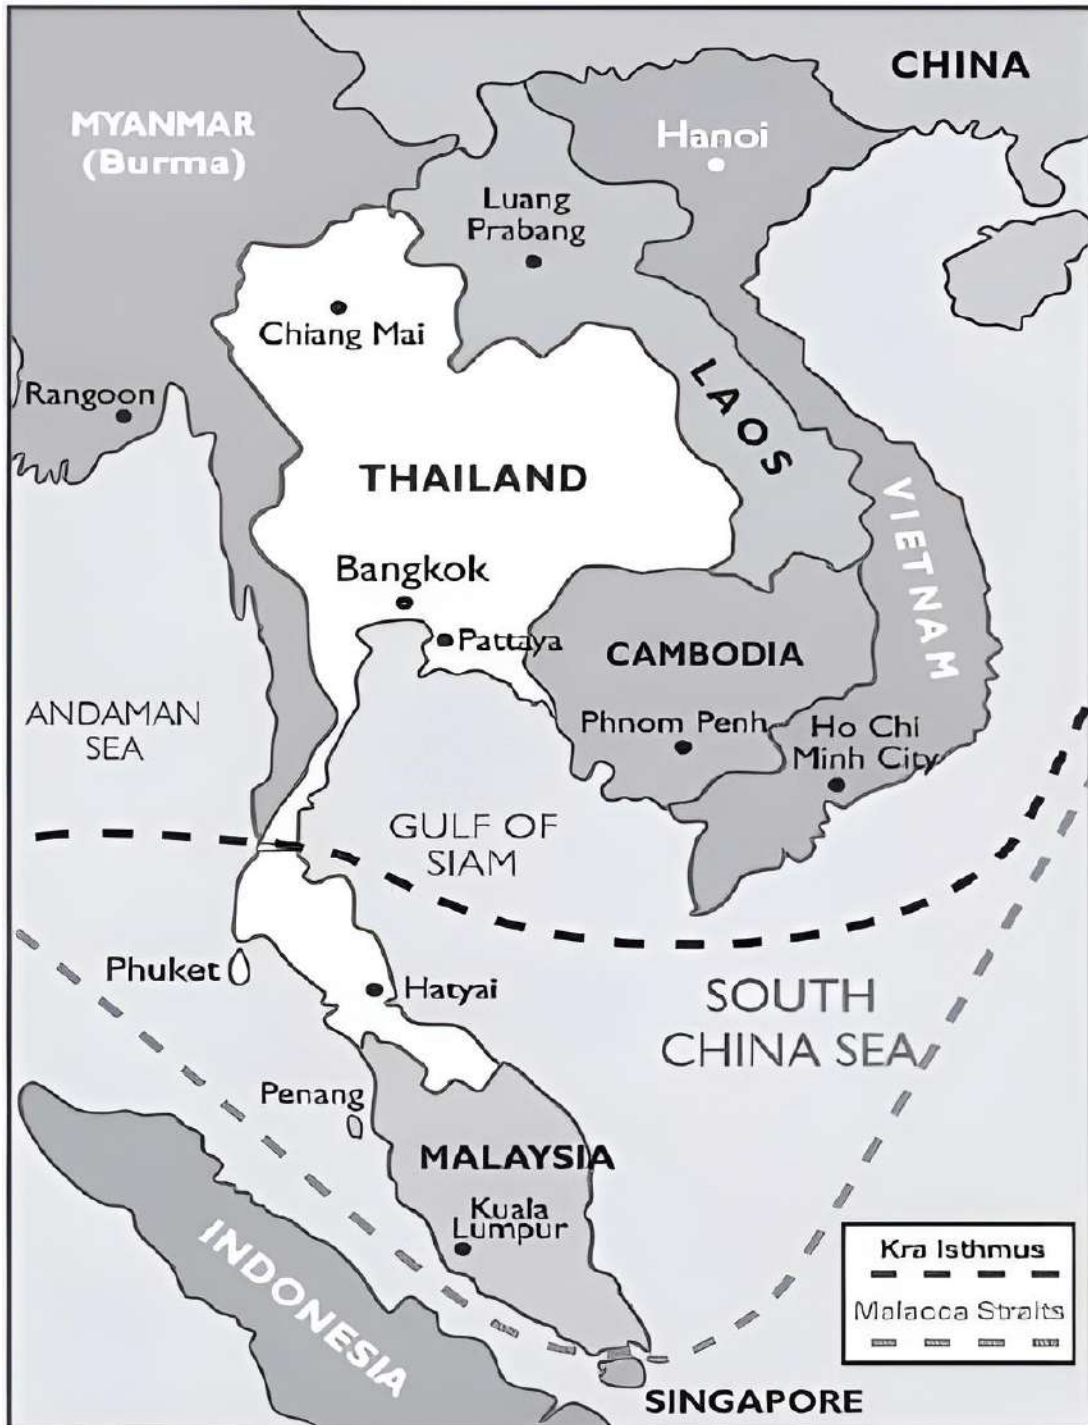 CHINA
MYANMAR
(Burma)
Hanoi
Luang
Prabang
Chiang Mai
Rangoon
LAOS
THAILAND
VIETNAM
Bangkok
Pattaya
CAMBODIA
ANDAMAN
SEA
Phnom Penh
Ho Chi
Minh City
GULF OF
SIAM
Phuket
Hatyai
SOUTH
CHINA SEA
Penang
MALAYSIA
Kuala
Lumpur
INDONESIA
Kra Isthmus
Malacca Straits
SINGAPORE